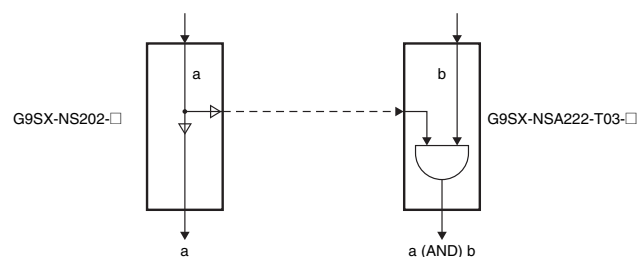 a
b
G9SX-NS202-□
G9SX-NSA222-T03-□
a
a (AND) b